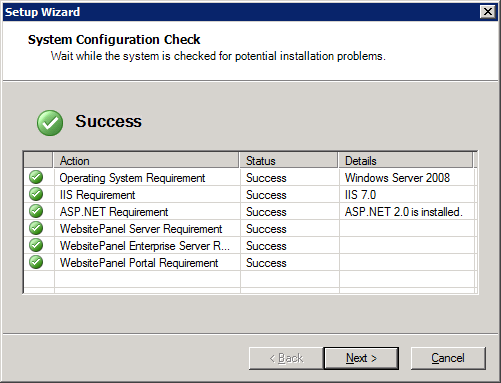 Setup Wizard
System Configuration Check
Wait while the system is checked for potential installation problems.
Success
Action Status Details
Operating System Requirement Success Windows Server 2008
IIS Requirement Success IIS 7.0
ASP.NET Requirement Success ASP.NET 2.0 is installed.
WebsitePanel Server Requirement Success
WebsitePanel Enterprise Server R... Success
WebsitePanel Portal Requirement Success
< Back Next > Cancel